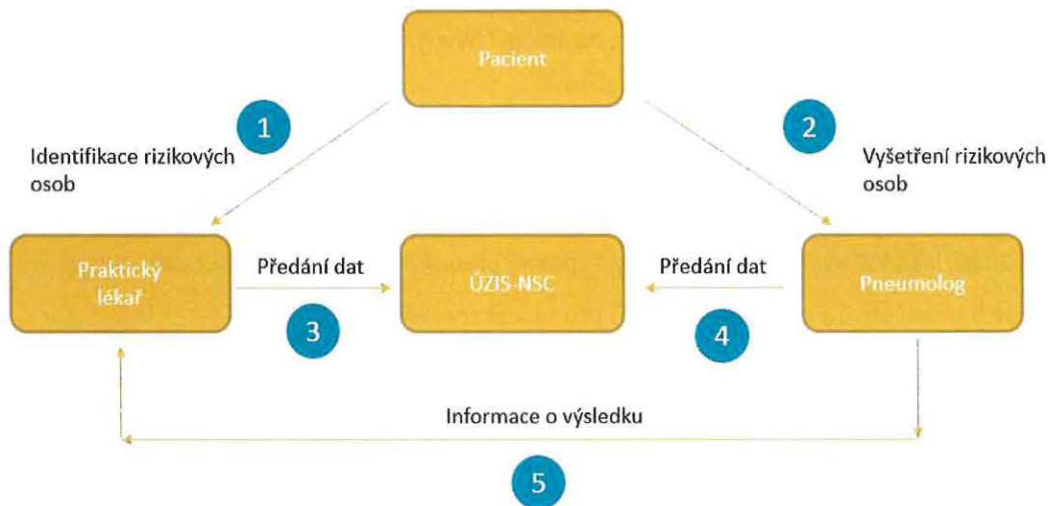 Pacient
1
2
Identifikace rizikových
osob
Vyšetření rizikových
osob
Praktický
lékař
Předání dat
ÚZIS-NSC
Předání dat
Pneumolog
3
4
Informace o výsledku
5